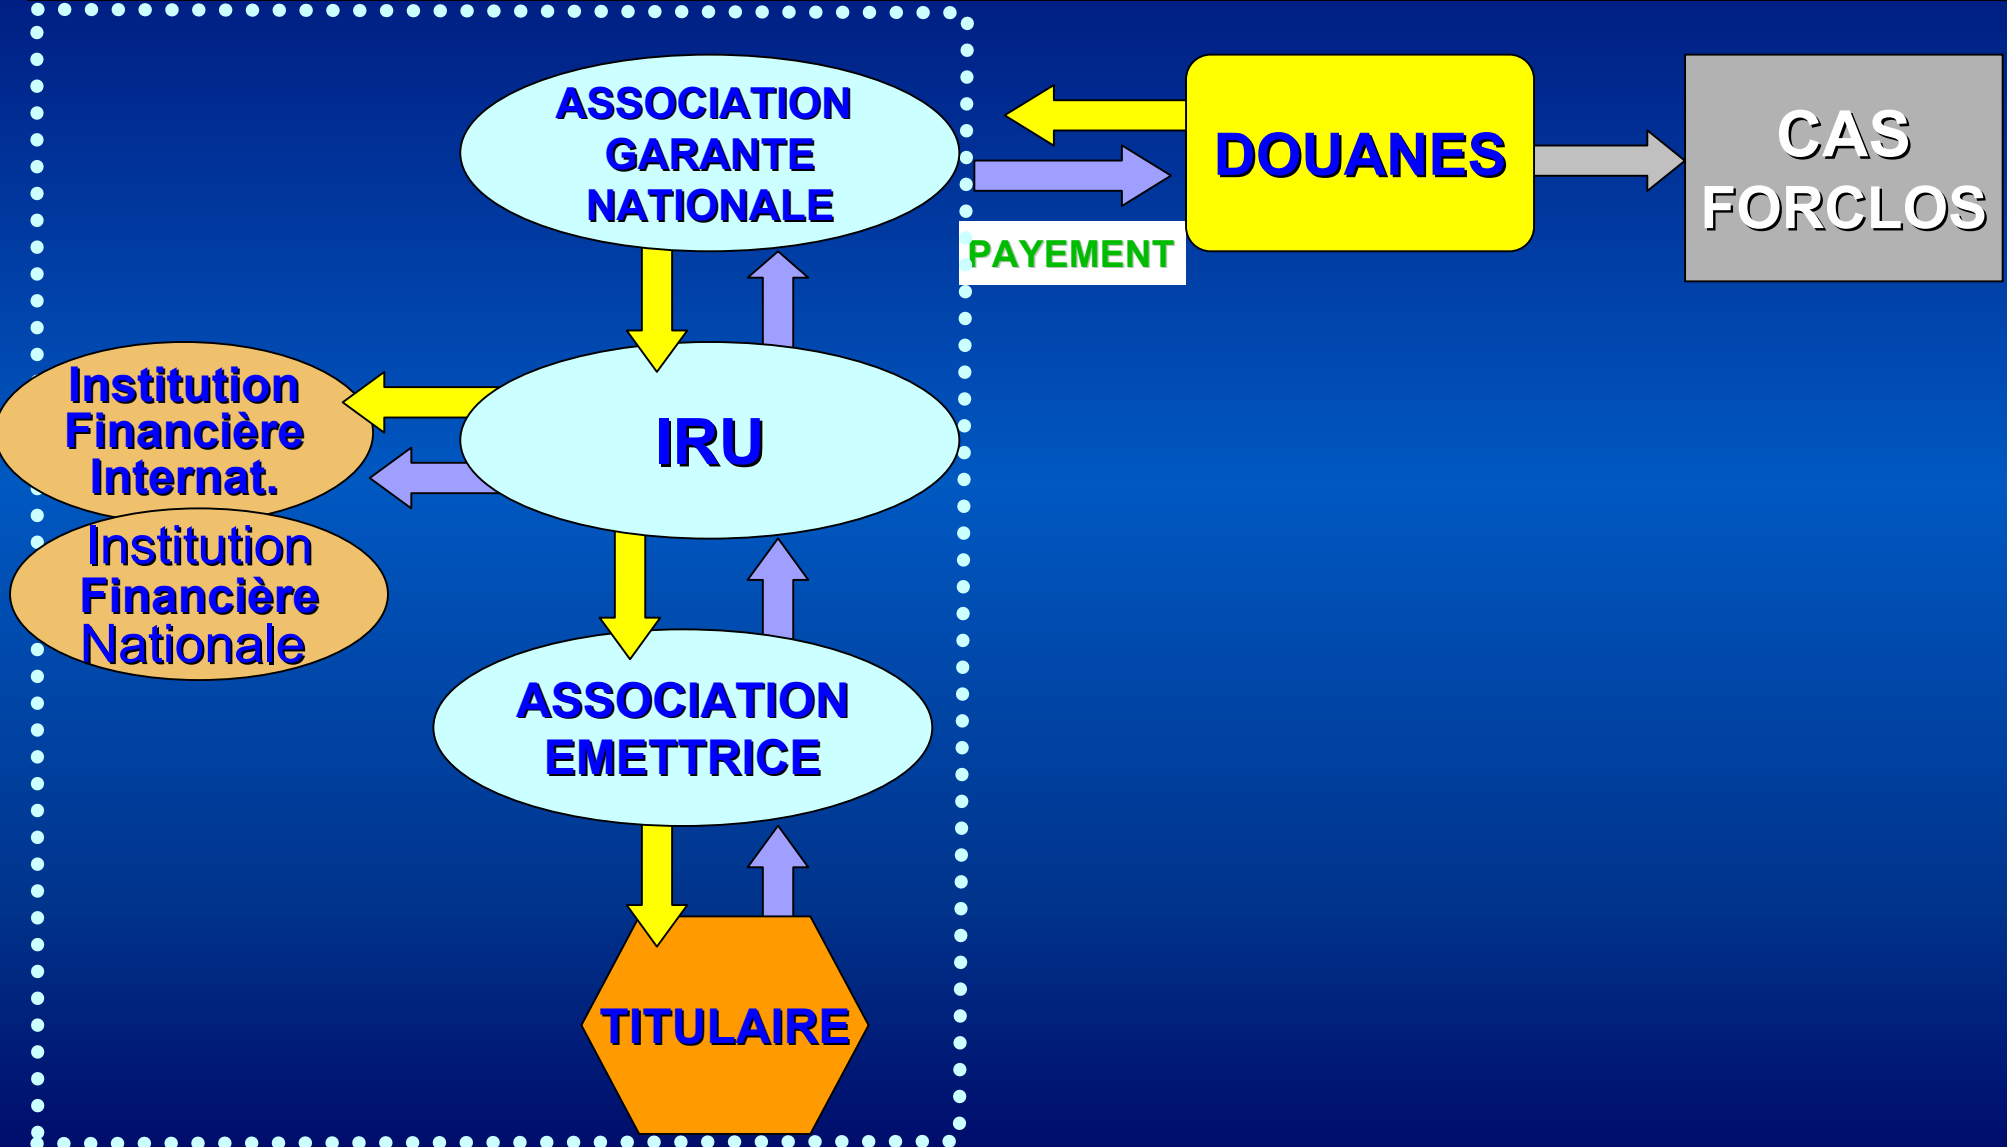 ASSOCIATION
GARANTE
NATIONALE
DOUANES
CAS
FORCLOS
PAYEMENT
Institution
Financière
Internat.
IRU
Institution
Financière
Nationale
ASSOCIATION
EMETTRICE
TITULAIRE